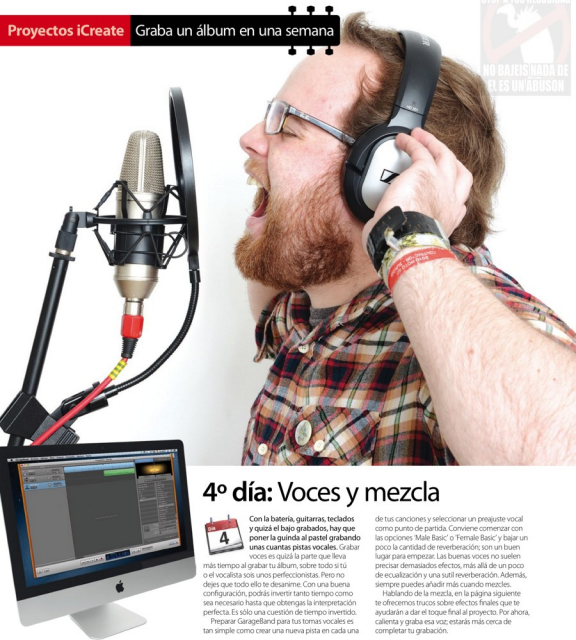 Proyectos iCreate Graba un álbum en una semana
NO BAJEIS NADA DE
EL ES UN ABUSON
4º día: Voces y mezcla
DÍA
4
Con la batería, guitarras, teclados
y quizá el bajo grabados, hay que
poner la guinda al pastel grabando
unas cuantas pistas vocales. Grabar
voces es quizá la parte que lleva
más tiempo al grabar tu álbum, sobre todo si tú
o el vocalista sois unos perfeccionistas. Pero no
dejes que todo ello te desanime. Con una buena
configuración, podrás invertir tanto tiempo como
sea necesario hasta que obtengas la interpretación
perfecta. Es sólo una cuestión de tiempo invertido.
Preparar GarageBand para tus tomas vocales es
tan simple como crear una nueva pista en cada una
de tus canciones y seleccionar un preajuste vocal
como punto de partida. Conviene comenzar con
las opciones 'Male Basic' o 'Female Basic' y bajar un
poco la cantidad de reverberación; son un buen
lugar para empezar. Las buenas voces no suelen
precisar demasiados efectos, más allá de un poco
de ecualización y una sutil reverberación. Además,
siempre puedes añadir más cuando mezcles.
Hablando de la mezcla, en la página siguiente
te ofrecemos trucos sobre efectos finales que te
ayudarán a dar el toque final al proyecto. Por ahora,
calienta y graba esa voz; estarás más cerca de
completar tu grabación.